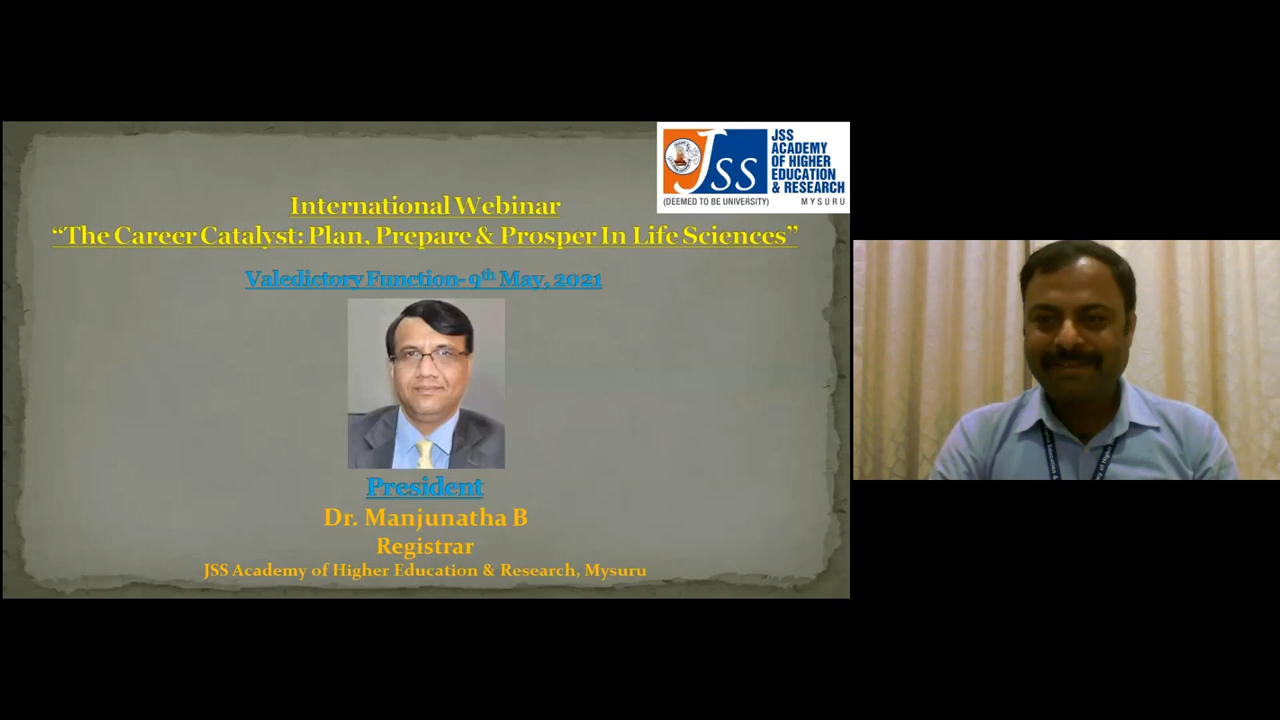 International Webinar
“The Career Catalyst: Plan, Prepare & Prosper In Life Sciences”
Valedictory Function- 9th May, 2021
JSS
JSS
ACADEMY
OF HIGHER
EDUCATION
& RESEARCH
(DEEMED TO BE UNIVERSITY) MYSURU
President
Dr. Manjunatha B
Registrar
JSS Academy of Higher Education & Research, Mysuru